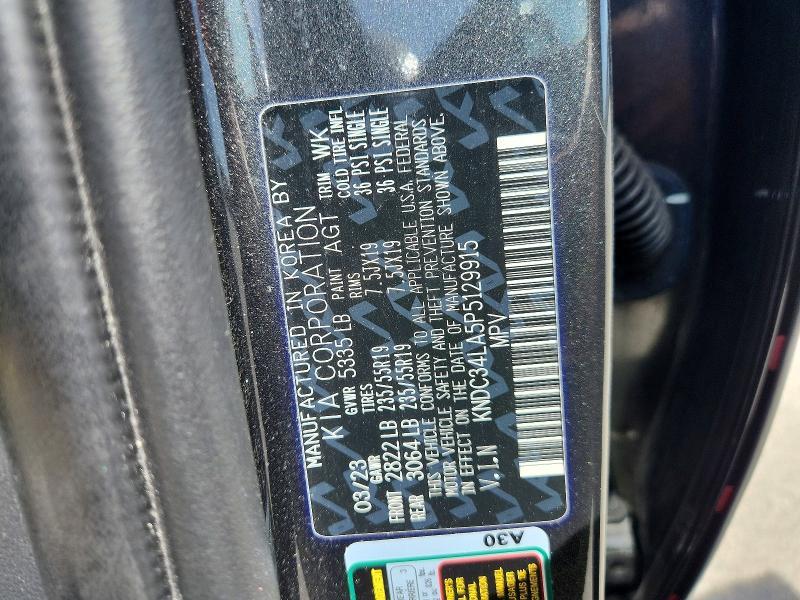 MANUFACTURED IN KOREA BY
KIA CORPORATION
03/23 GVWR 5335 LB PAINT AGT TRIM WK
GAWR TIRES RIMS COLD TIRE INFL
FRONT 2822 LB 235/55R19 7.5JX19 36 PSI SINGLE
REAR 3064 LB 235/55R19 7.5JX19 36 PSI SINGLE
THIS VEHICLE CONFORMS TO ALL APPLICABLE U.S.A. FEDERAL
MOTOR VEHICLE SAFETY AND THEFT PREVENTION STANDARDS
IN EFFECT ON THE DATE OF MANUFACTURE SHOWN ABOVE.
V.I.N KNDC34LA5P5129915
MPV
A30